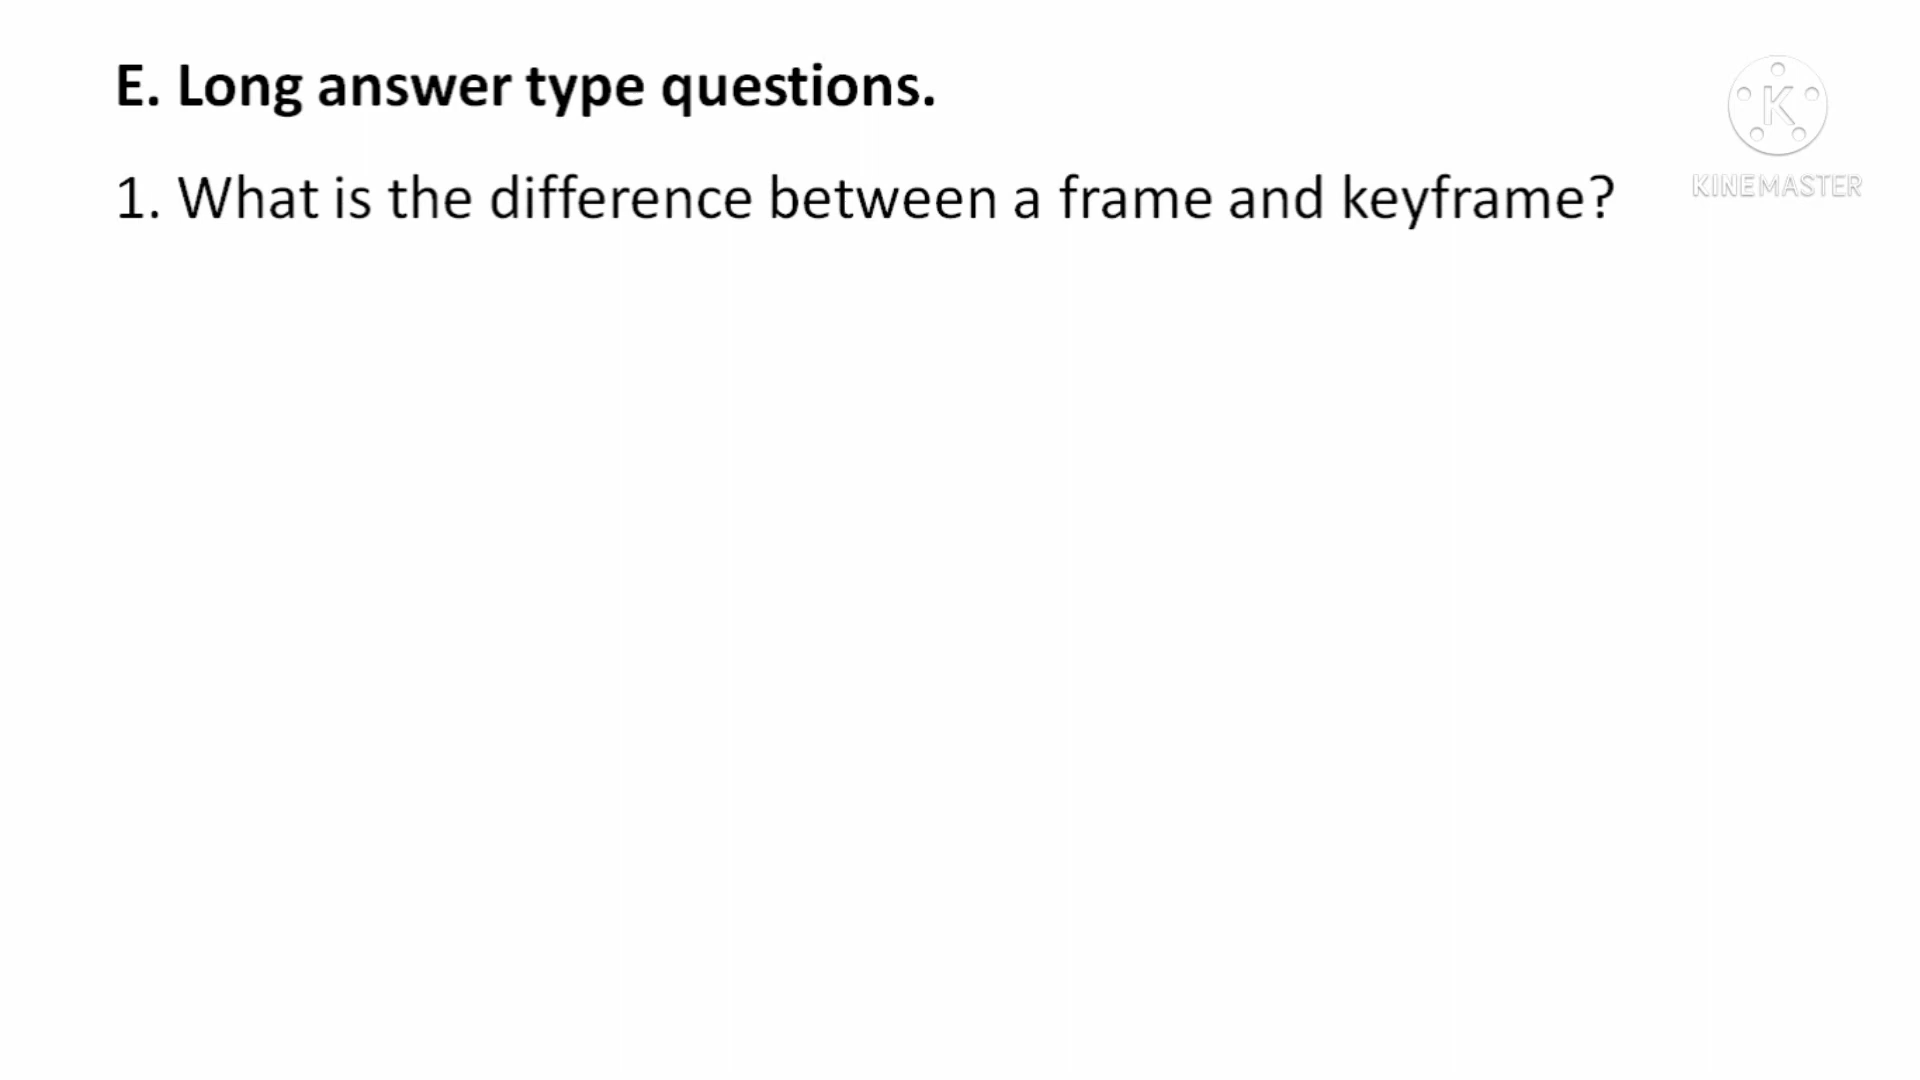 E. Long answer type questions.
1. What is the difference between a frame and keyframe?
K
KINEMASTER